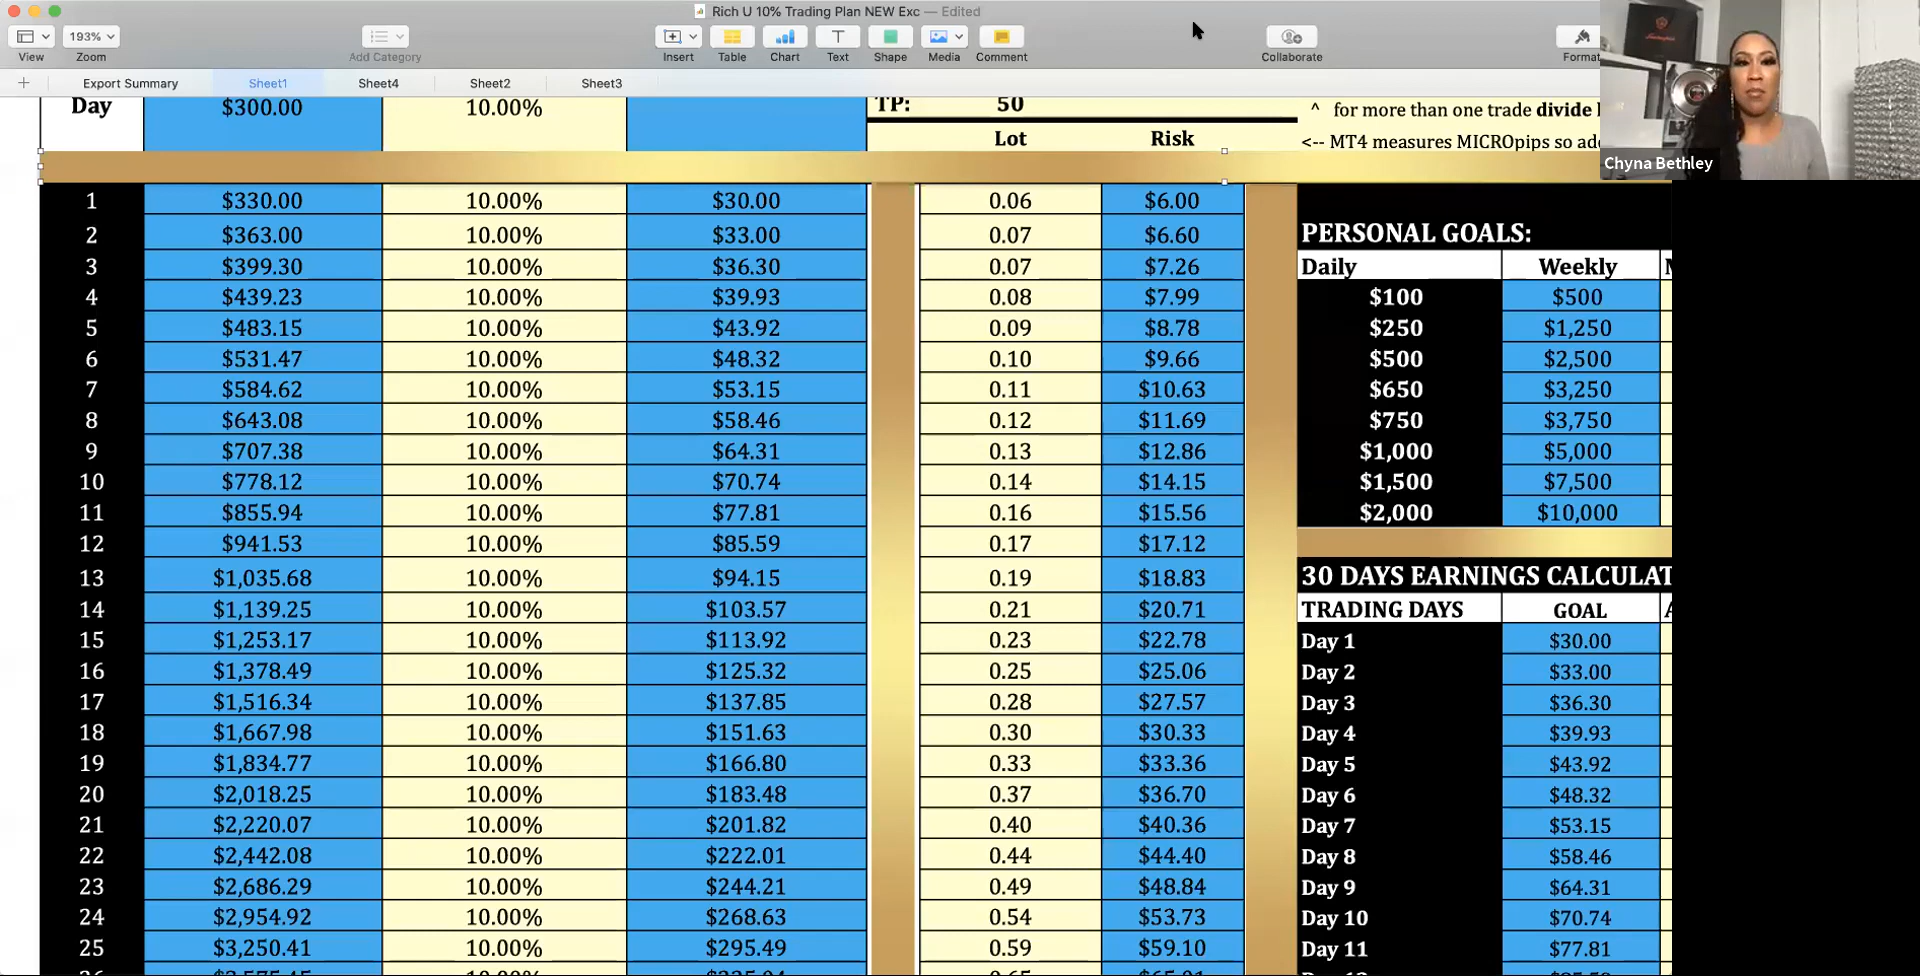 Rich U 10% Trading Plan NEW Exc — Edited
193%
View Zoom Add Category Insert Table Chart Text Shape Media Comment Collaborate Format
Export Summary Sheet1 Sheet4 Sheet2 Sheet3
Chyna Bethley
Day $300.00 10.00% TP: 50 ^ for more than one trade divide
Lot Risk <-- MT4 measures MICROpips so
1 $330.00 10.00% $30.00 0.06 $6.00
2 $363.00 10.00% $33.00 0.07 $6.60 PERSONAL GOALS:
3 $399.30 10.00% $36.30 0.07 $7.26 Daily Weekly
4 $439.23 10.00% $39.93 0.08 $7.99 $100 $500
5 $483.15 10.00% $43.92 0.09 $8.78 $250 $1,250
6 $531.47 10.00% $48.32 0.10 $9.66 $500 $2,500
7 $584.62 10.00% $53.15 0.11 $10.63 $650 $3,250
8 $643.08 10.00% $58.46 0.12 $11.69 $750 $3,750
9 $707.38 10.00% $64.31 0.13 $12.86 $1,000 $5,000
10 $778.12 10.00% $70.74 0.14 $14.15 $1,500 $7,500
11 $855.94 10.00% $77.81 0.16 $15.56 $2,000 $10,000
12 $941.53 10.00% $85.59 0.17 $17.12
13 $1,035.68 10.00% $94.15 0.19 $18.83 30 DAYS EARNINGS CALCULAT
14 $1,139.25 10.00% $103.57 0.21 $20.71 TRADING DAYS GOAL
15 $1,253.17 10.00% $113.92 0.23 $22.78 Day 1 $30.00
16 $1,378.49 10.00% $125.32 0.25 $25.06 Day 2 $33.00
17 $1,516.34 10.00% $137.85 0.28 $27.57 Day 3 $36.30
18 $1,667.98 10.00% $151.63 0.30 $30.33 Day 4 $39.93
19 $1,834.77 10.00% $166.80 0.33 $33.36 Day 5 $43.92
20 $2,018.25 10.00% $183.48 0.37 $36.70 Day 6 $48.32
21 $2,220.07 10.00% $201.82 0.40 $40.36 Day 7 $53.15
22 $2,442.08 10.00% $222.01 0.44 $44.40 Day 8 $58.46
23 $2,686.29 10.00% $244.21 0.49 $48.84 Day 9 $64.31
24 $2,954.92 10.00% $268.63 0.54 $53.73 Day 10 $70.74
25 $3,250.41 10.00% $295.49 0.59 $59.10 Day 11 $77.81